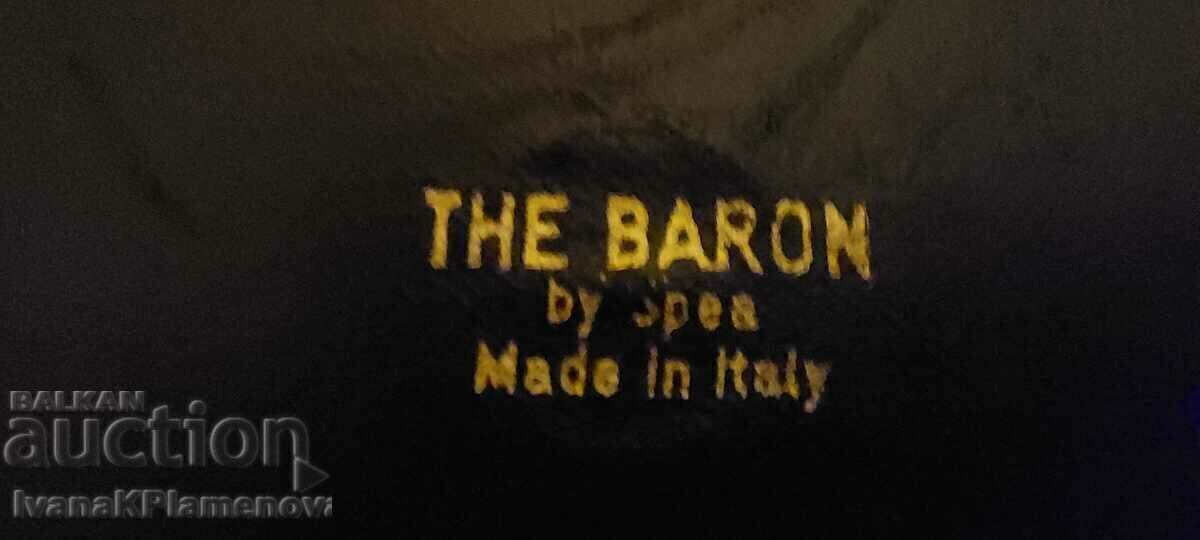 THE BARON
by Spea
Made in Italy
BALKAN
auction
IvanaKPlamenova